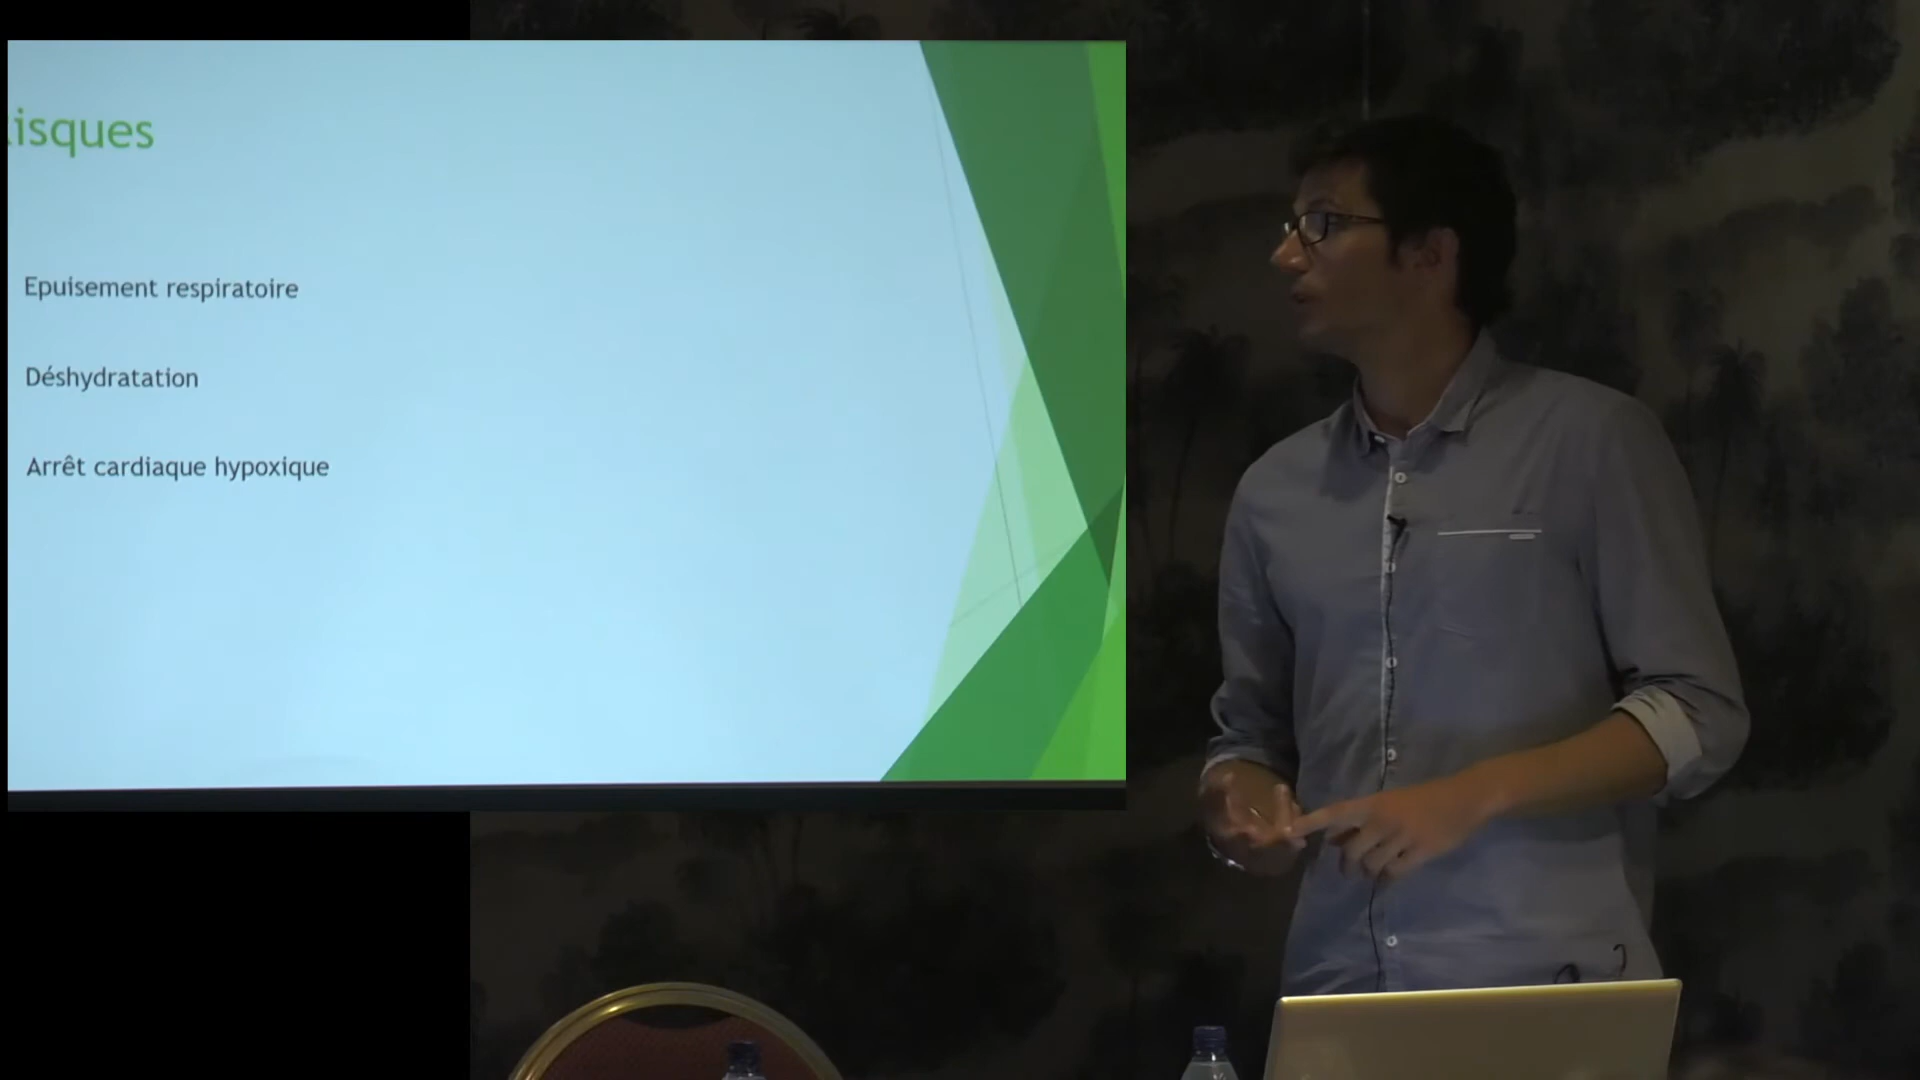 isques
Epuisement respiratoire
Déshydratation
Arrêt cardiaque hypoxique